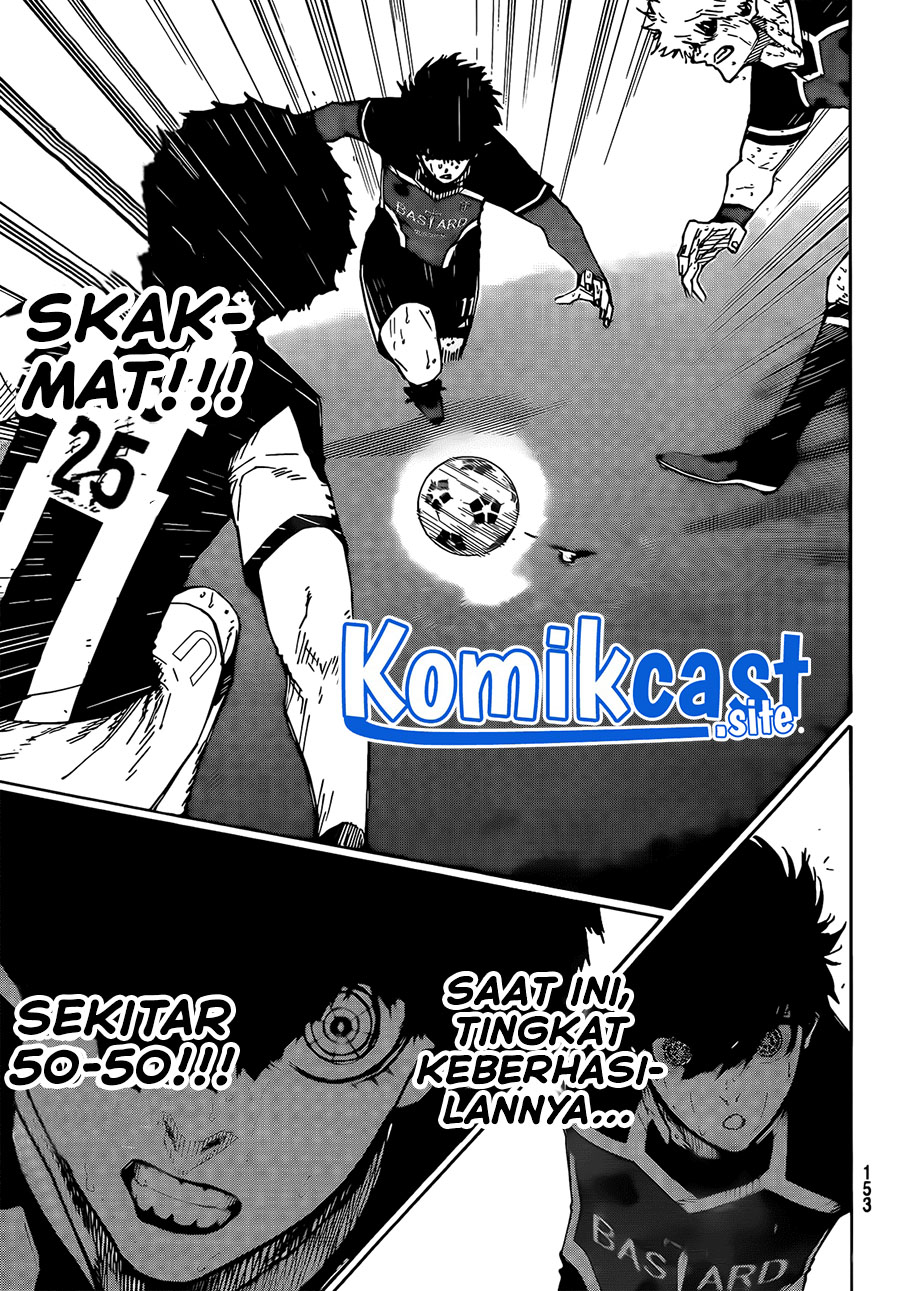 BASTARD
11
SKAK-
MAT!!!
25
Komikcast
.site
SAAT INI,
TINGKAT
KEBERHASI-
LANNYA...
SEKITAR
50-50!!!
BASTARD
153